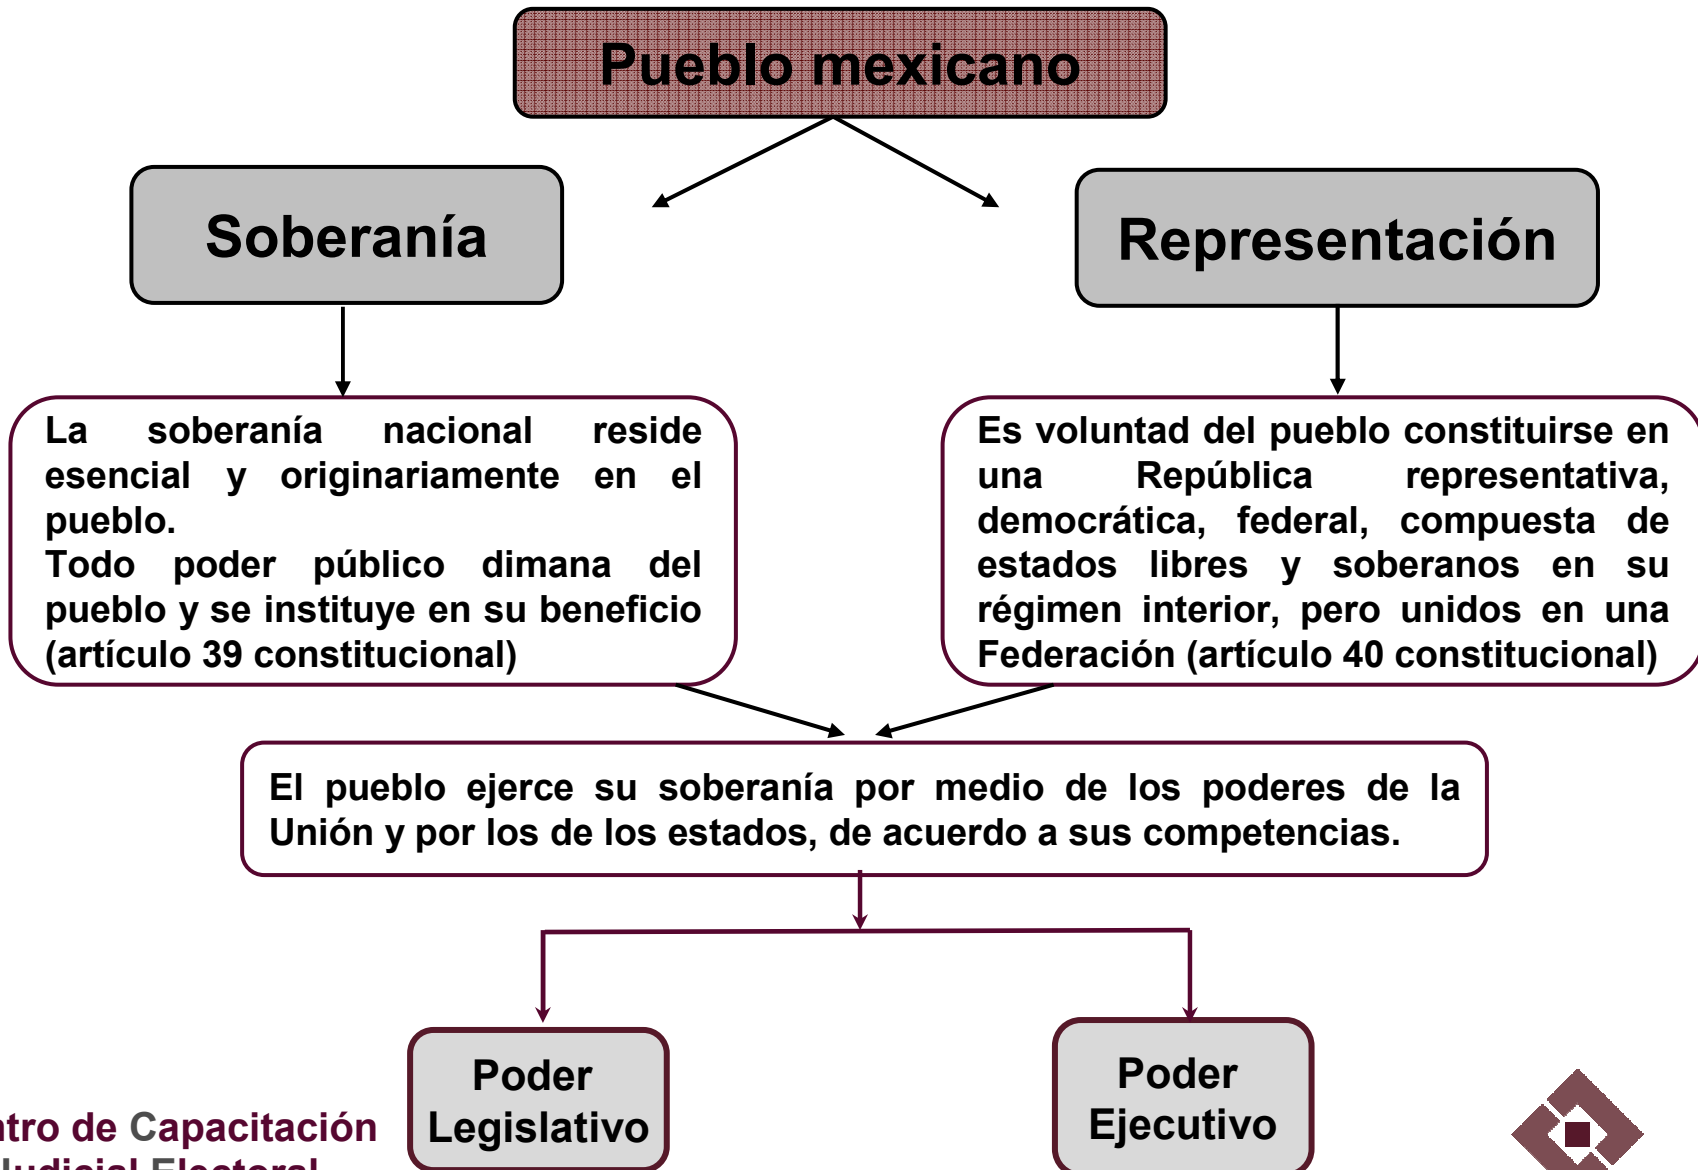 Pueblo mexicano
Soberanía
Representación
La soberanía nacional reside
esencial y originariamente en el
pueblo.
Todo poder público dimana del
pueblo y se instituye en su beneficio
(artículo 39 constitucional)
Es voluntad del pueblo constituirse en
una República representativa,
democrática, federal, compuesta de
estados libres y soberanos en su
régimen interior, pero unidos en una
Federación (artículo 40 constitucional)
El pueblo ejerce su soberanía por medio de los poderes de la
Unión y por los de los estados, de acuerdo a sus competencias.
Poder
Legislativo
Poder
Ejecutivo
ntro de Capacitación
Judicial Electoral